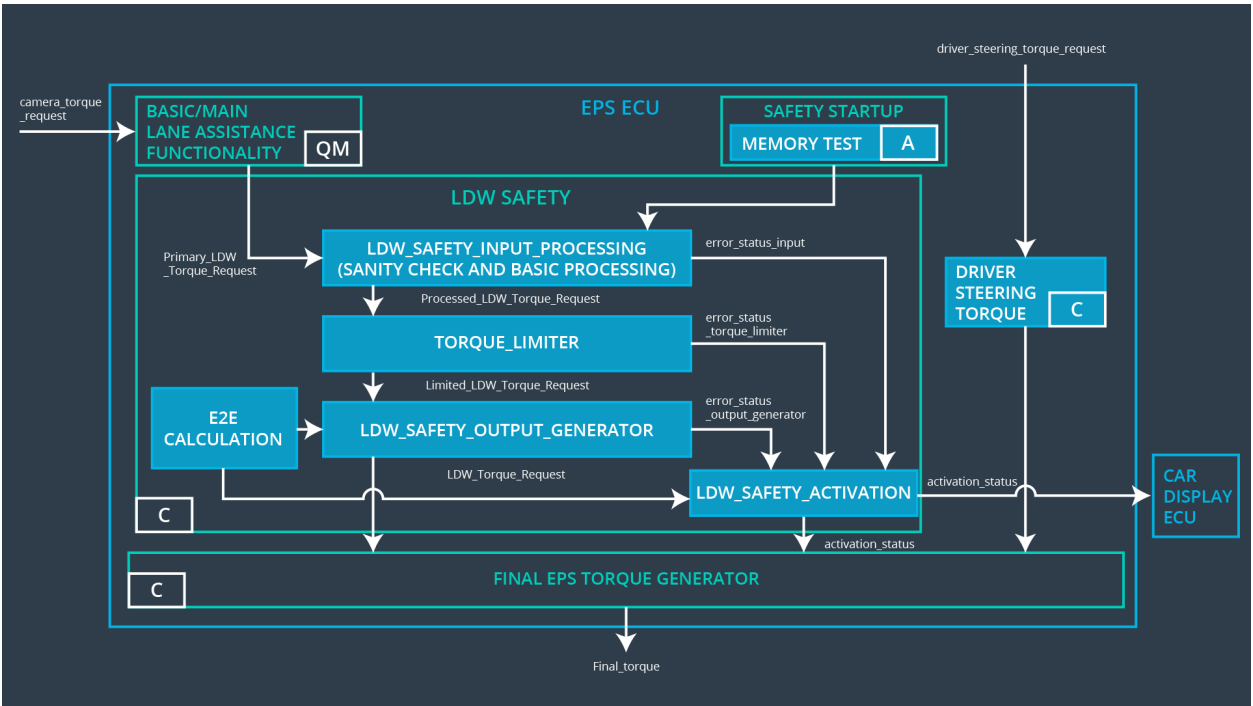 driver_steering_torque_request
camera_torque
_request
BASIC/MAIN
LANE ASSISTANCE
FUNCTIONALITY
QM
EPS ECU
SAFETY STARTUP
MEMORY TEST
A
LDW SAFETY
Primary_LDW
_Torque_Request
LDW_SAFETY_INPUT_PROCESSING
(SANITY CHECK AND BASIC PROCESSING)
error_status_input
DRIVER
STEERING
TORQUE
C
Processed_LDW_Torque_Request
error_status
_torque_limiter
TORQUE_LIMITER
Limited_LDW_Torque_Request
error_status
_output_generator
E2E
CALCULATION
LDW_SAFETY_OUTPUT_GENERATOR
LDW_Torque_Request
LDW_SAFETY_ACTIVATION
activation_status
CAR
DISPLAY
ECU
C
activation_status
FINAL EPS TORQUE GENERATOR
C
Final_torque